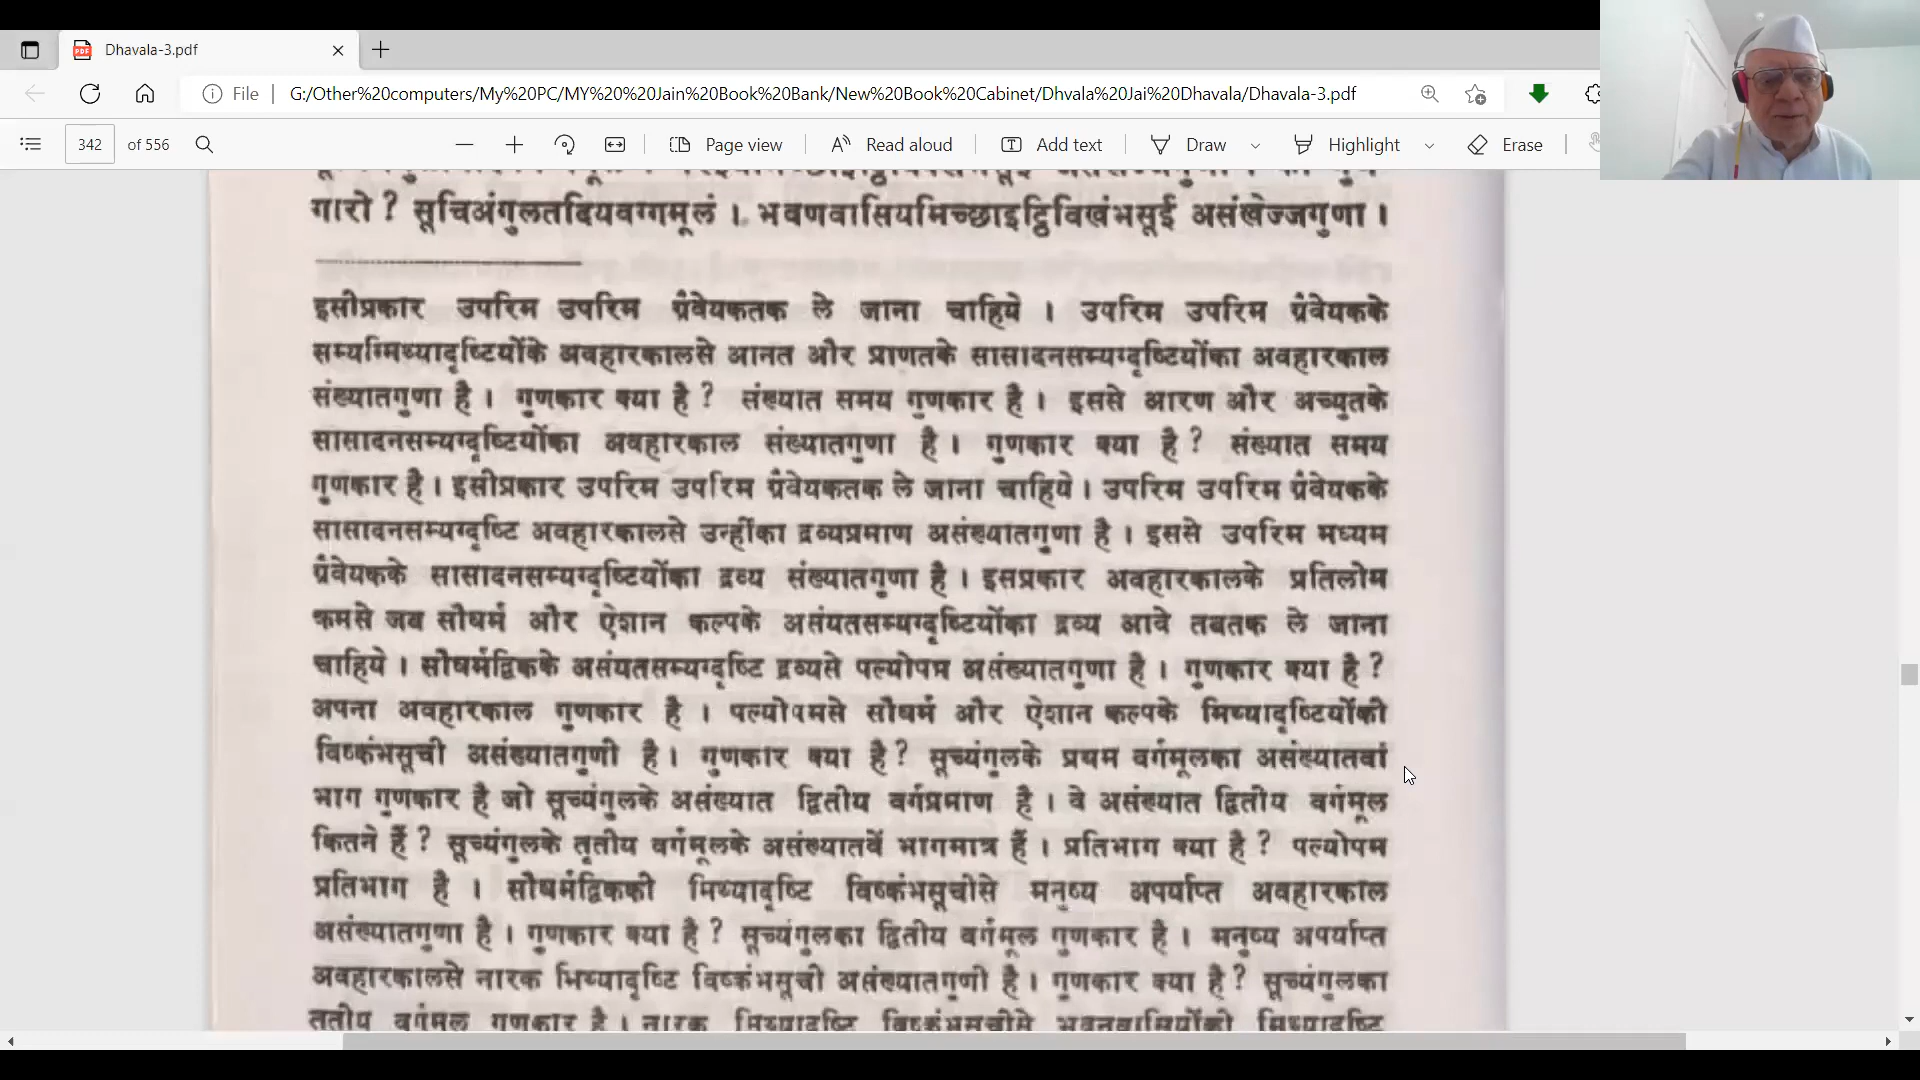 Dhavala-3.pdf
File
G:/Other%20computers/My%20PC/MY%20%20Jain%20Book%20Bank/New%20Book%20Cabinet/Dhvala%20Jai%20Dhavala/Dhavala-3.pdf
342 of 556 Page view Read aloud Add text Draw Highlight Erase
गारो ? सूचिअंगुलतदियवग्गमूलं । भवणवासियमिच्छाइट्ठिविखंभसूई असंखेज्जगुणा ।
इसीप्रकार उपरिम उपरिम ग्रैवेयकतक ले जाना चाहिये । उपरिम उपरिम ग्रैवेयकके
सम्यग्मिथ्यादृष्टियोंके अवहारकालसे आनत और प्राणतके सासादनसम्यग्दृष्टियोंका अवहारकाल
संख्यातगुणा है । गुणकार क्या है ? संख्यात समय गुणकार है । इससे आरण और अच्युतके
सासादनसम्यग्दृष्टियोंका अवहारकाल संख्यातगुणा है । गुणकार क्या है ? संख्यात समय
गुणकार है । इसीप्रकार उपरिम उपरिम ग्रैवेयकतक ले जाना चाहिये । उपरिम उपरिम ग्रैवेयकके
सासादनसम्यग्दृष्टि अवहारकालसे उन्हींका द्रव्यप्रमाण असंख्यातगुणा है । इससे उपरिम मध्यम
ग्रैवेयकके सासादनसम्यग्दृष्टियोंका द्रव्य संख्यातगुणा है । इसप्रकार अवहारकालके प्रतिलोम
क्रमसे जब सौधर्म और ऐशान कल्पके असंयतसम्यग्दृष्टियोंका द्रव्य आवे तबतक ले जाना
चाहिये । सौधर्मद्विकके असंयतसम्यग्दृष्टि द्रव्यसे पल्योपम असंख्यातगुणा है । गुणकार क्या है ?
अपना अवहारकाल गुणकार है । पल्योपमसे सौधर्म और ऐशान कल्पके मिथ्यादृष्टियोंकी
विष्कंभसूची असंख्यातगुणी है । गुणकार क्या है ? सूच्यंगुलके प्रथम वर्गमूलका असंख्यातवां
भाग गुणकार है जो सूच्यंगुलके असंख्यात द्वितीय वर्गप्रमाण है । वे असंख्यात द्वितीय वर्गमूल
कितने हैं ? सूच्यंगुलके तृतीय वर्गमूलके असंख्यातवें भागमात्र हैं । प्रतिभाग क्या है ? पल्योपम
प्रतिभाग है । सौधर्मद्विककी मिथ्यादृष्टि विष्कंभसूचीसे मनुष्य अपर्याप्त अवहारकाल
असंख्यातगुणा है । गुणकार क्या है ? सूच्यंगुलका द्वितीय वर्गमूल गुणकार है । मनुष्य अपर्याप्त
अवहारकालसे नारक मिथ्यादृष्टि विष्कंभसूची असंख्यातगुणी है । गुणकार क्या है ? सूच्यंगुलका
तृतीय वर्गमूल गुणकार है । नारक मिथ्यादृष्टि विष्कंभसूचीसे भवनवासियोंकी मिथ्यादृष्टि